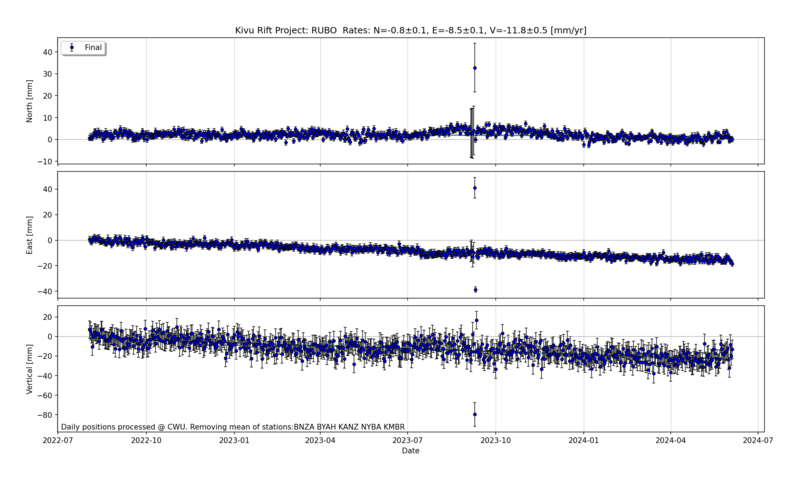 Kivu Rift Project: RUBO Rates: N=-0.8±0.1, E=-8.5±0.1, V=-11.8±0.5 [mm/yr]
Final
North [mm]
40
30
20
10
0
−10
East [mm]
40
20
0
−20
−40
Vertical [mm]
20
0
−20
−40
−60
−80
Daily positions processed @ CWU. Removing mean of stations:BNZA BYAH KANZ NYBA KMBR
2022-07 2022-10 2023-01 2023-04 2023-07 2023-10 2024-01 2024-04 2024-07
Date